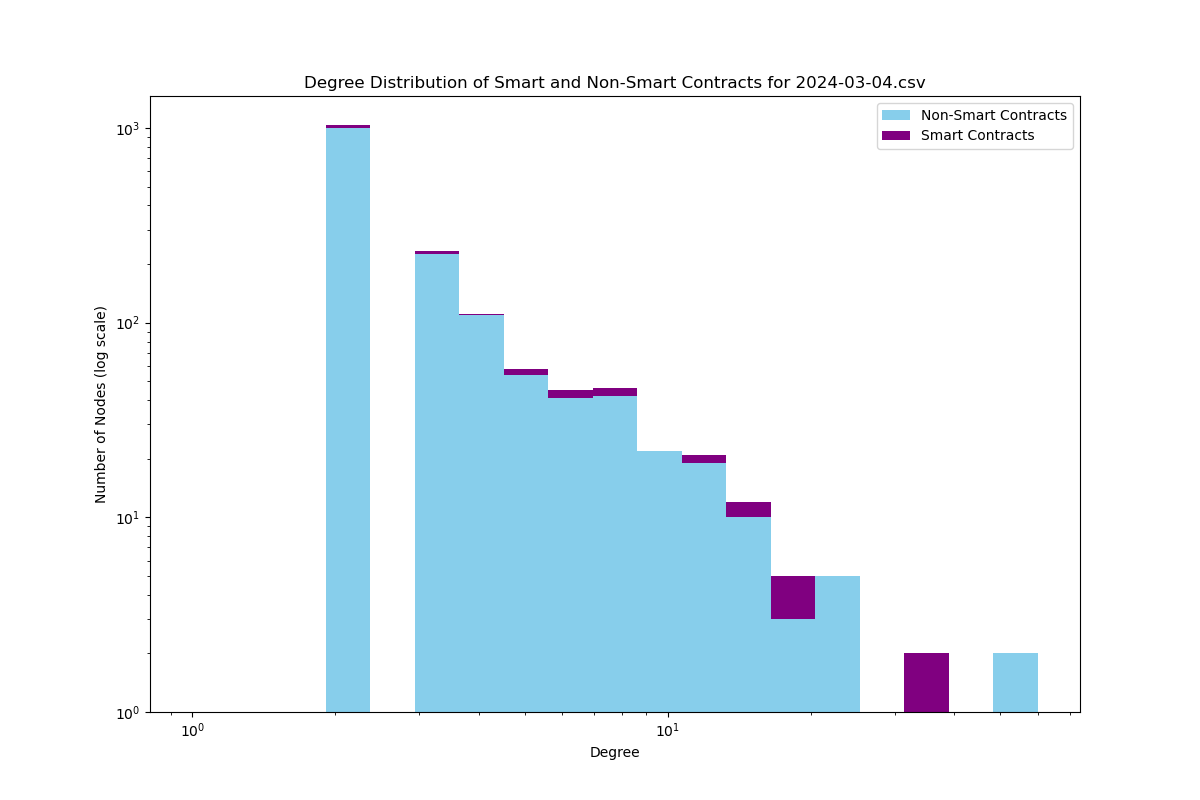 Degree Distribution of Smart and Non-Smart Contracts for 2024-03-04.csv
Non-Smart Contracts
Smart Contracts
Number of Nodes (log scale)
10³
10²
10¹
10⁰
10⁰ 10¹
Degree